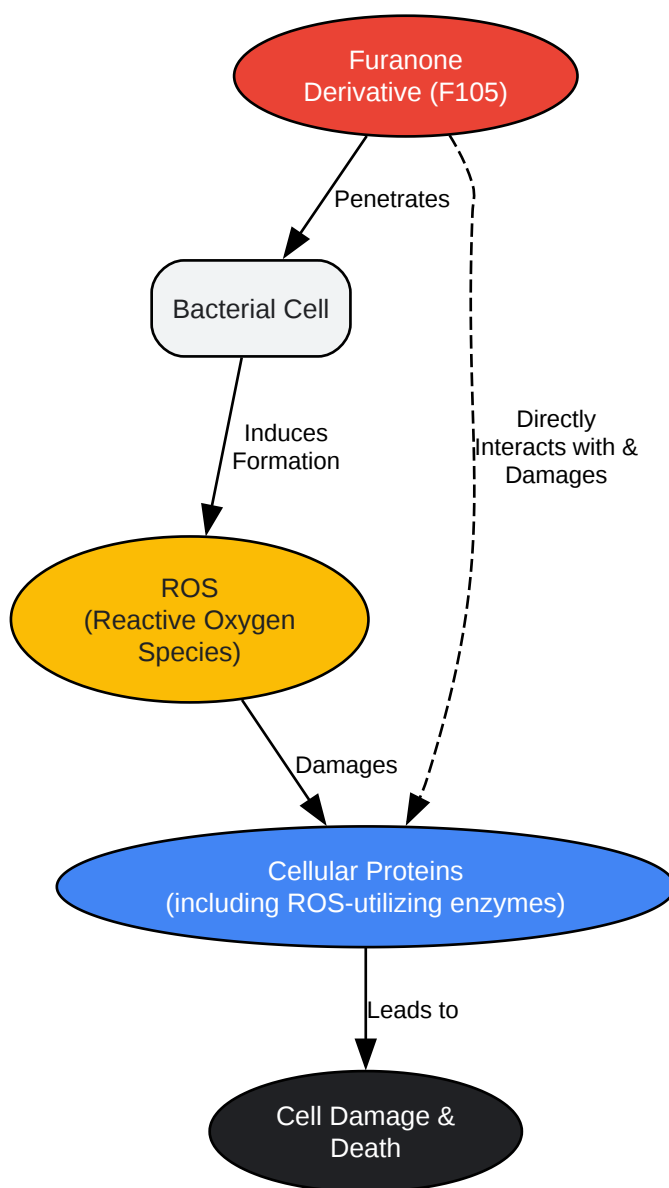 Furanone
Derivative (F105)
Penetrates
Bacterial Cell
Induces
Formation
Directly
Interacts with &
Damages
ROS
(Reactive Oxygen
Species)
Damages
Cellular Proteins
(including ROS-utilizing enzymes)
Leads to
Cell Damage &
Death